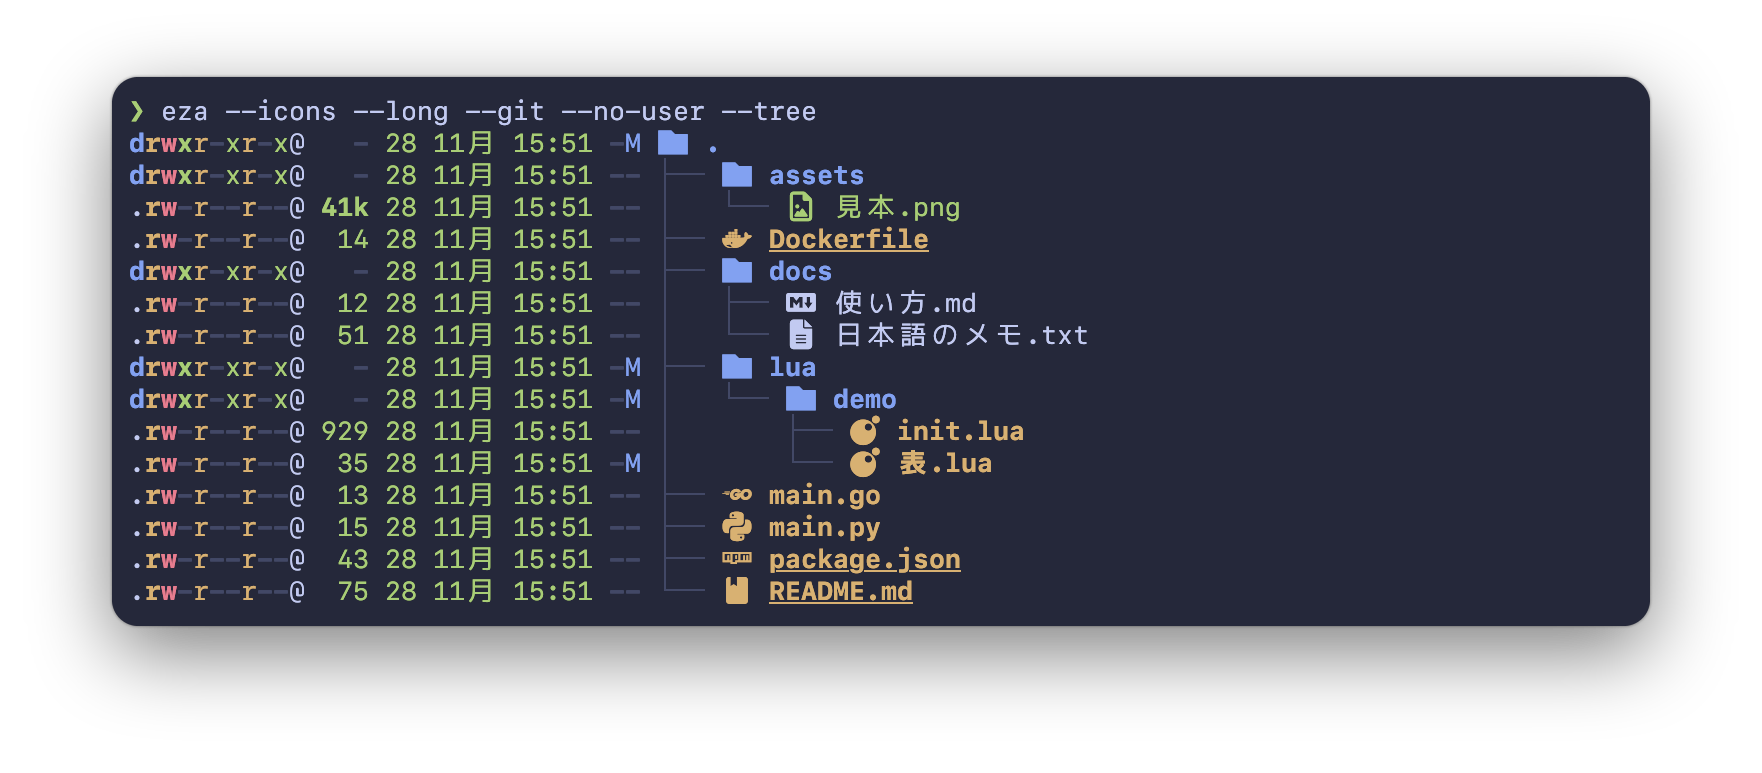 ❯ eza --icons --long --git --no-user --tree
drwxr-xr-x@   - 28 11月 15:51 -M .
drwxr-xr-x@   - 28 11月 15:51 -- ├── assets
.rw-r--r--@ 41k 28 11月 15:51 -- │   └── 見本.png
.rw-r--r--@  14 28 11月 15:51 -- ├── Dockerfile
drwxr-xr-x@   - 28 11月 15:51 -- ├── docs
.rw-r--r--@  12 28 11月 15:51 -- │   ├── 使い方.md
.rw-r--r--@  51 28 11月 15:51 -- │   └── 日本語のメモ.txt
drwxr-xr-x@   - 28 11月 15:51 -M ├── lua
drwxr-xr-x@   - 28 11月 15:51 -M │   └── demo
.rw-r--r--@ 929 28 11月 15:51 -- │       ├── init.lua
.rw-r--r--@  35 28 11月 15:51 -M │       └── 表.lua
.rw-r--r--@  13 28 11月 15:51 -- ├── main.go
.rw-r--r--@  15 28 11月 15:51 -- ├── main.py
.rw-r--r--@  43 28 11月 15:51 -- ├── package.json
.rw-r--r--@  75 28 11月 15:51 -- └── README.md